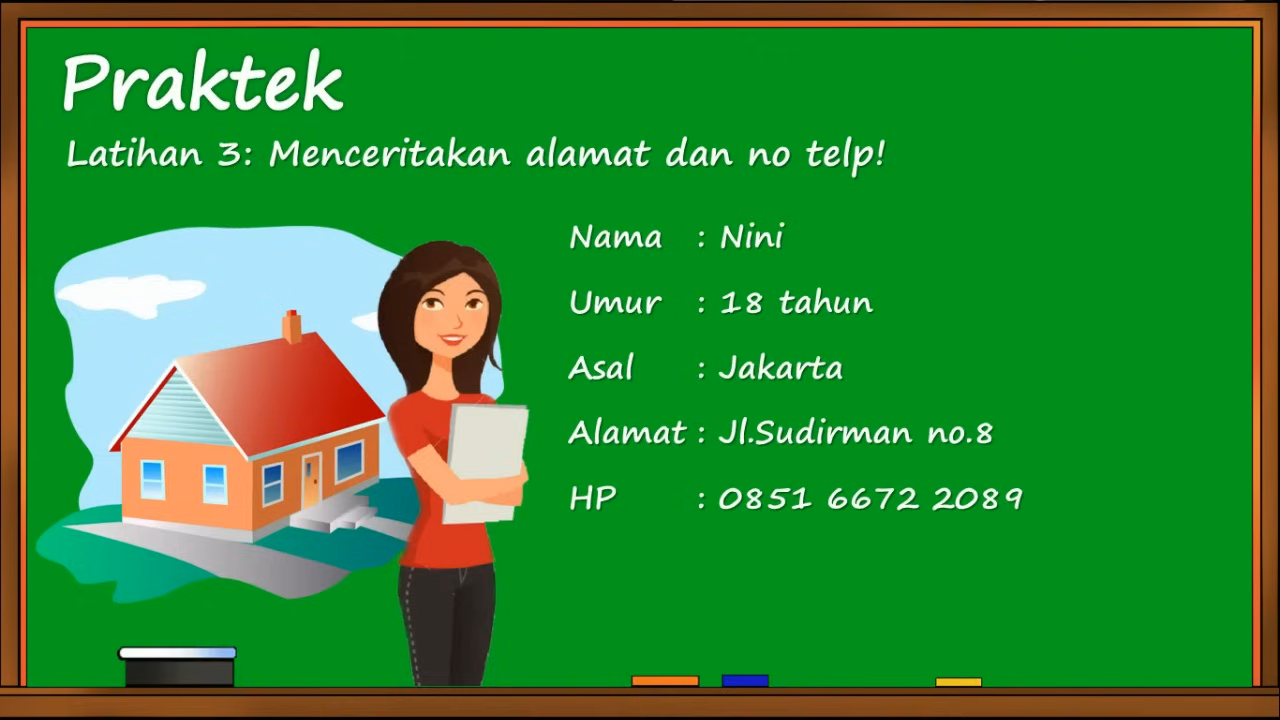 Praktek
Latihan 3: Menceritakan alamat dan no telp!
Nama : Nini
Umur : 18 tahun
Asal : Jakarta
Alamat : Jl.Sudirman no.8
HP : 0851 6672 2089